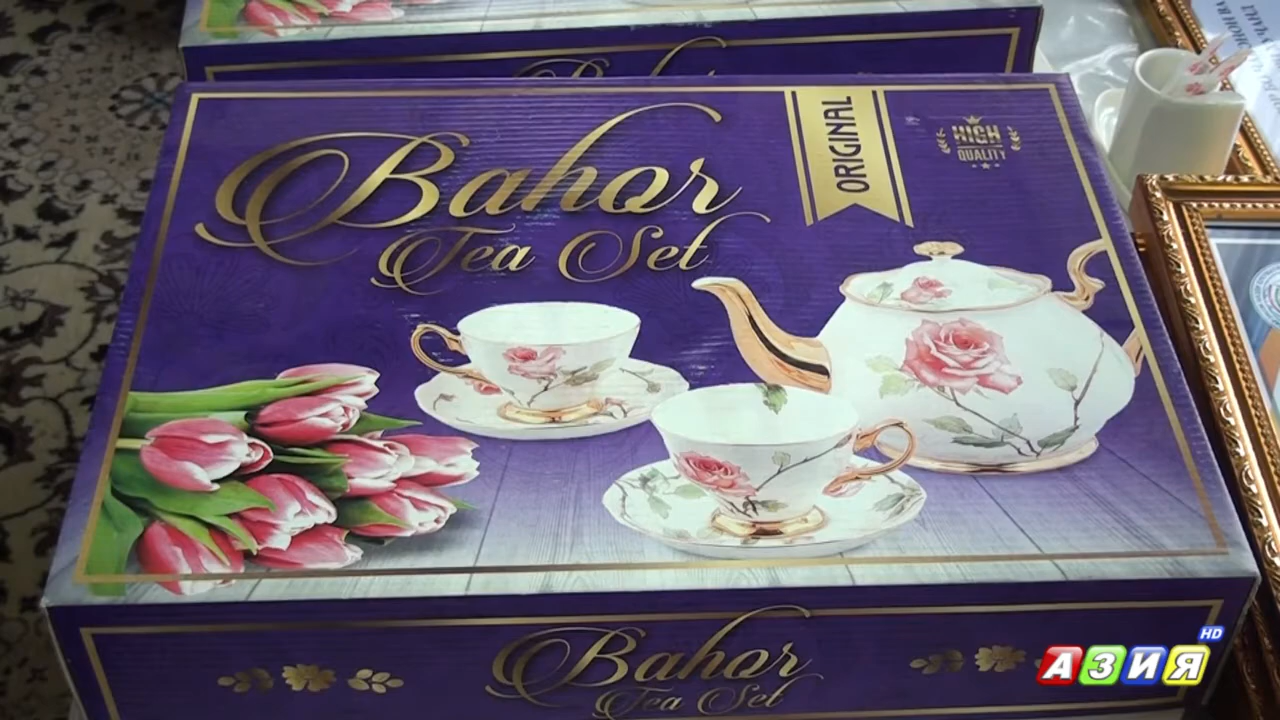 Bahor
Tea Set
ORIGINAL
HIGH
QUALITY
Bahor
Tea Set
АЗИЯ
HD